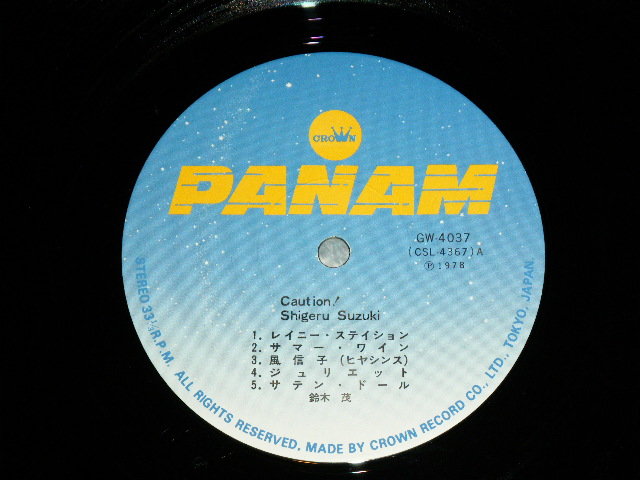 CROWN
PANAM
GW-4037
(CSL-4367)A
Ⓟ1978
Caution!
Shigeru Suzuki
1. レイニー・ステイション
2. サマー・ワイン
3. 風信子(ヒヤシンス)
4. ジュリエット
5. サテン・ドール
鈴木 茂
STEREO 33⅓ R.P.M. ALL RIGHTS RESERVED. MADE BY CROWN RECORD CO., LTD., TOKYO, JAPAN.